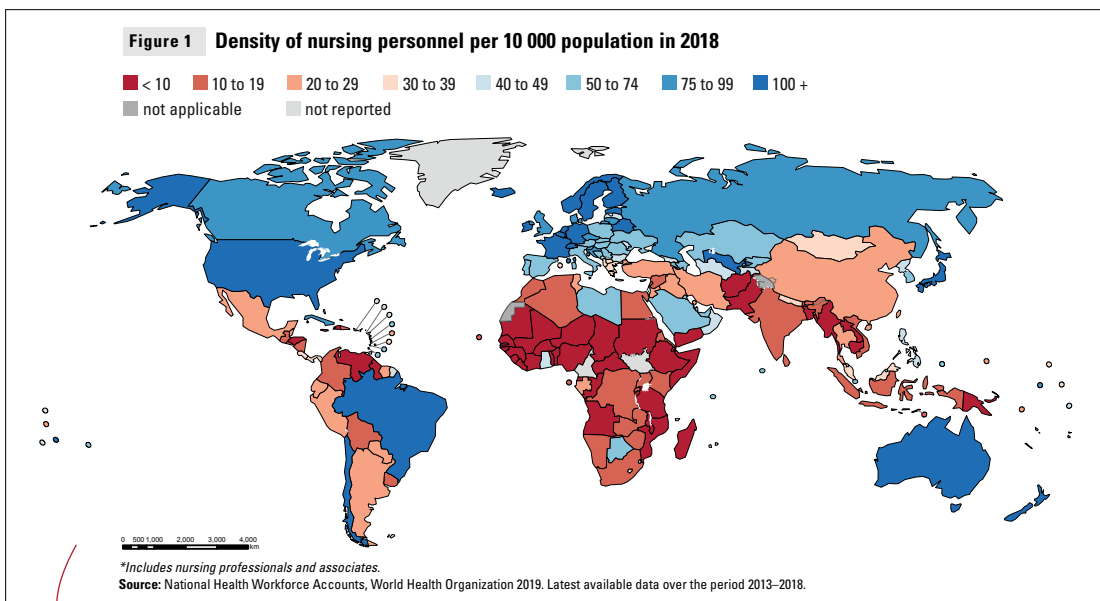 Figure 1 Density of nursing personnel per 10 000 population in 2018
< 10 10 to 19 20 to 29 30 to 39 40 to 49 50 to 74 75 to 99 100 +
not applicable not reported
0 500 1,000 2,000 3,000 4,000
km
*Includes nursing professionals and associates.
Source: National Health Workforce Accounts, World Health Organization 2019. Latest available data over the period 2013–2018.